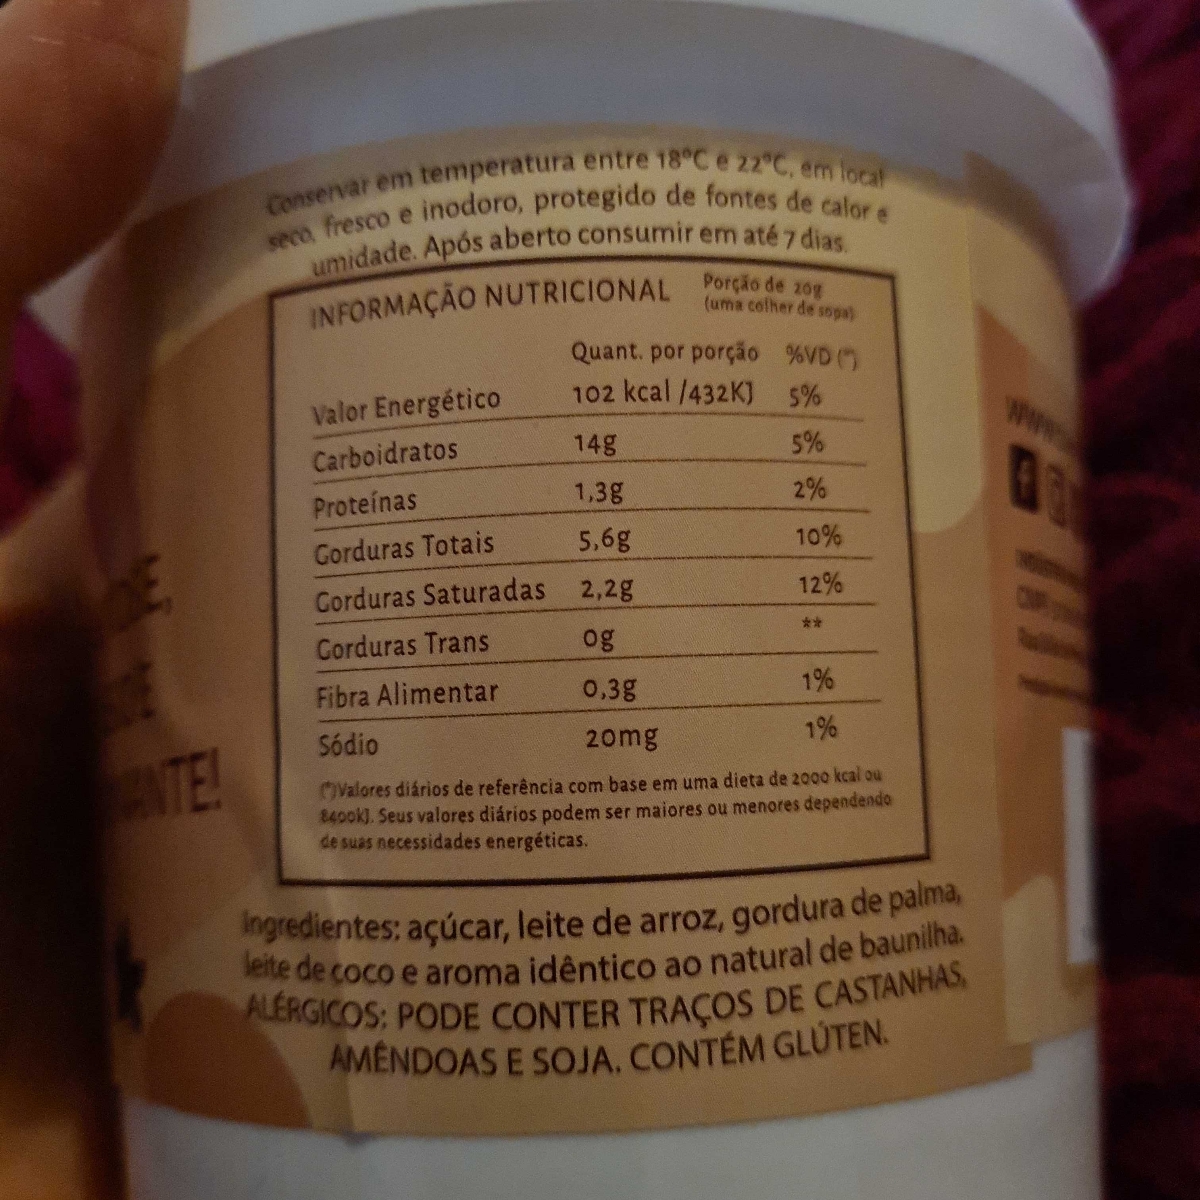 Conservar em temperatura entre 18°C e 22°C, em local
seco, fresco e inodoro, protegido de fontes de calor e
umidade. Após aberto consumir em até 7 dias.
INFORMAÇÃO NUTRICIONAL Porção de 20g
(uma colher de sopa)
Quant. por porção %VD (*)
Valor Energético 102 kcal /432KJ 5%
Carboidratos 14g 5%
Proteínas 1,3g 2%
Gorduras Totais 5,6g 10%
Gorduras Saturadas 2,2g 12%
Gorduras Trans 0g **
Fibra Alimentar 0,3g 1%
Sódio 20mg 1%
(*)Valores diários de referência com base em uma dieta de 2000 kcal ou
8400kJ. Seus valores diários podem ser maiores ou menores dependendo
de suas necessidades energéticas.
Ingredientes: açúcar, leite de arroz, gordura de palma,
leite de coco e aroma idêntico ao natural de baunilha.
ALÉRGICOS: PODE CONTER TRAÇOS DE CASTANHAS,
AMÊNDOAS E SOJA. CONTÉM GLÚTEN.